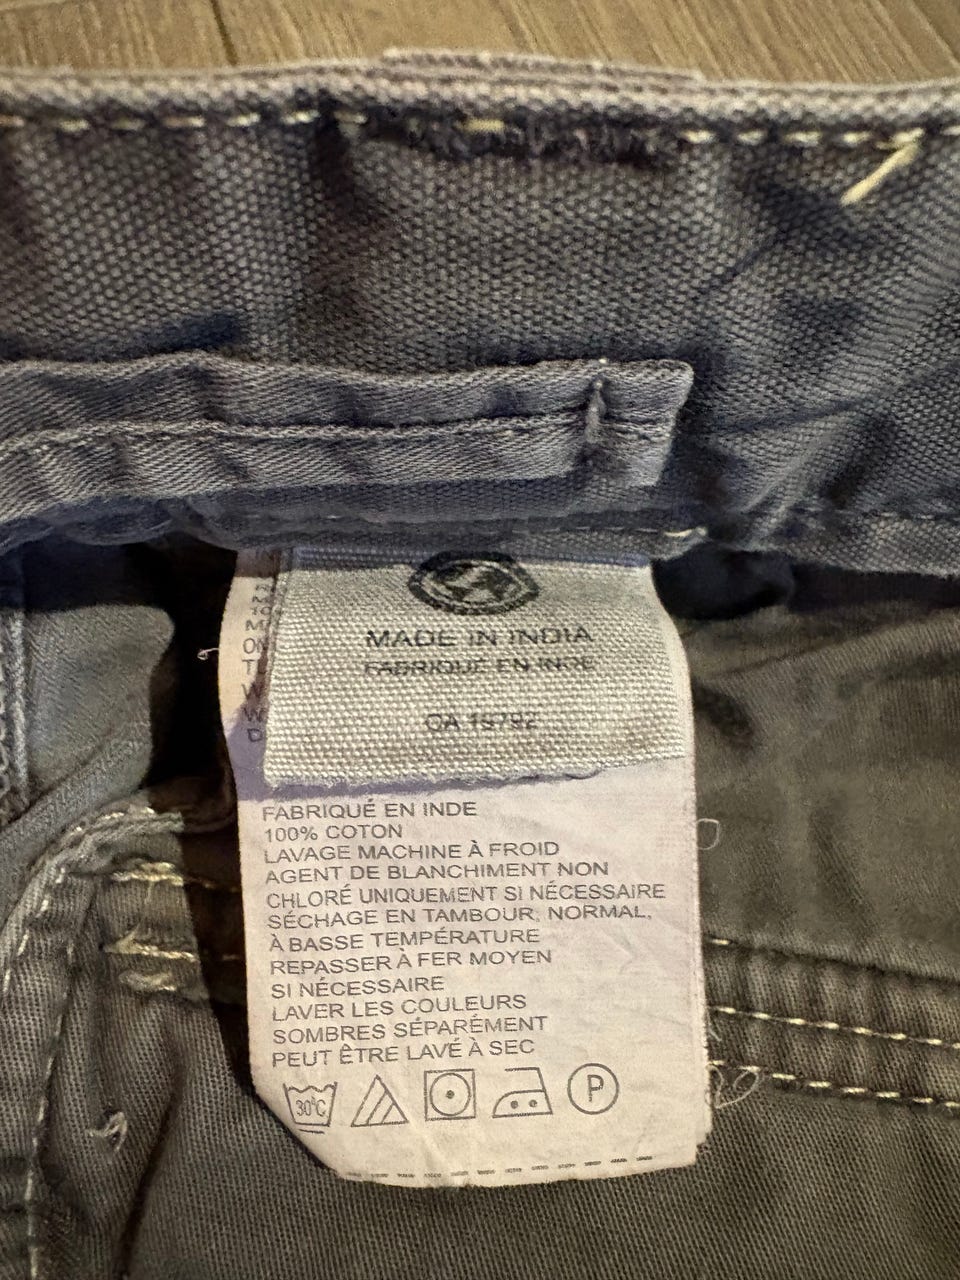 MADE IN INDIA
FABRIQUÉ EN INDE
CA 19792
FABRIQUÉ EN INDE
100% COTON
LAVAGE MACHINE À FROID
AGENT DE BLANCHIMENT NON
CHLORÉ UNIQUEMENT SI NÉCESSAIRE
SÉCHAGE EN TAMBOUR, NORMAL,
À BASSE TEMPÉRATURE
REPASSER À FER MOYEN
SI NÉCESSAIRE
LAVER LES COULEURS
SOMBRES SÉPARÉMENT
PEUT ÊTRE LAVÉ À SEC
30°C
P